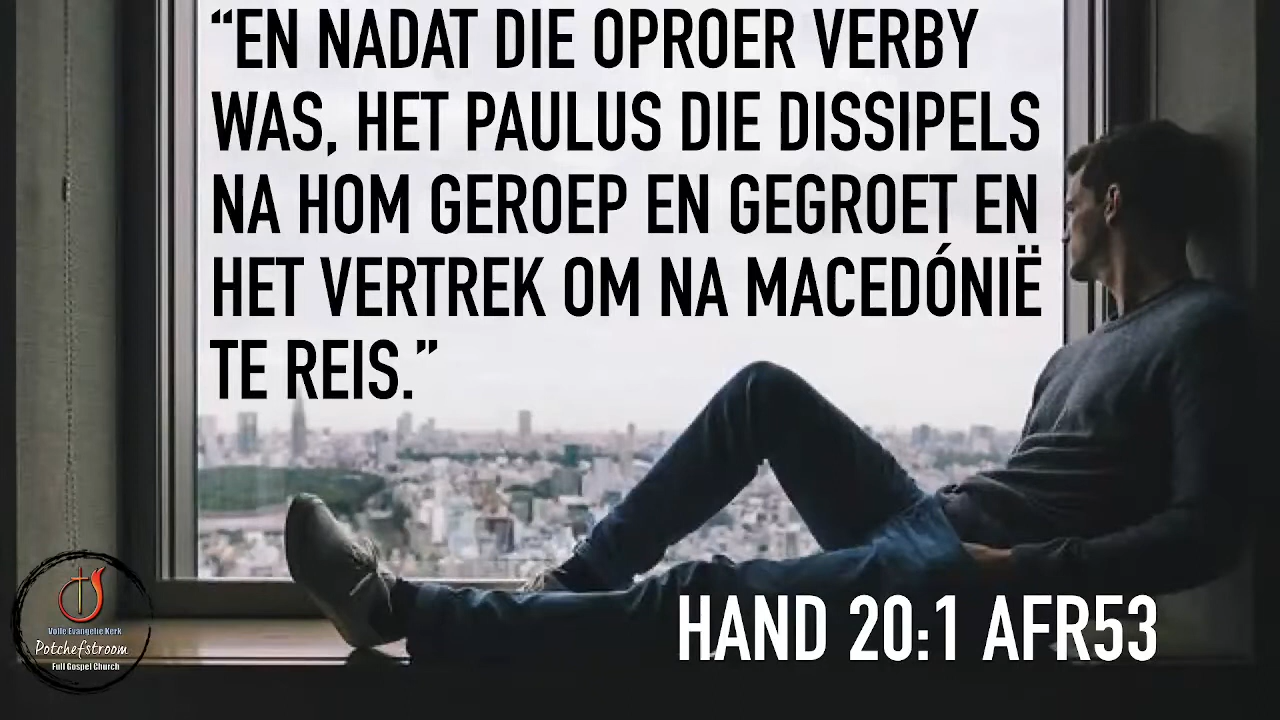 “EN NADAT DIE OPROER VERBY
WAS, HET PAULUS DIE DISSIPELS
NA HOM GEROEP EN GEGROET EN
HET VERTREK OM NA MACEDÓNIË
TE REIS.”
HAND 20:1 AFR53
Volle Evangelie Kerk
Potchefstroom
Full Gospel Church